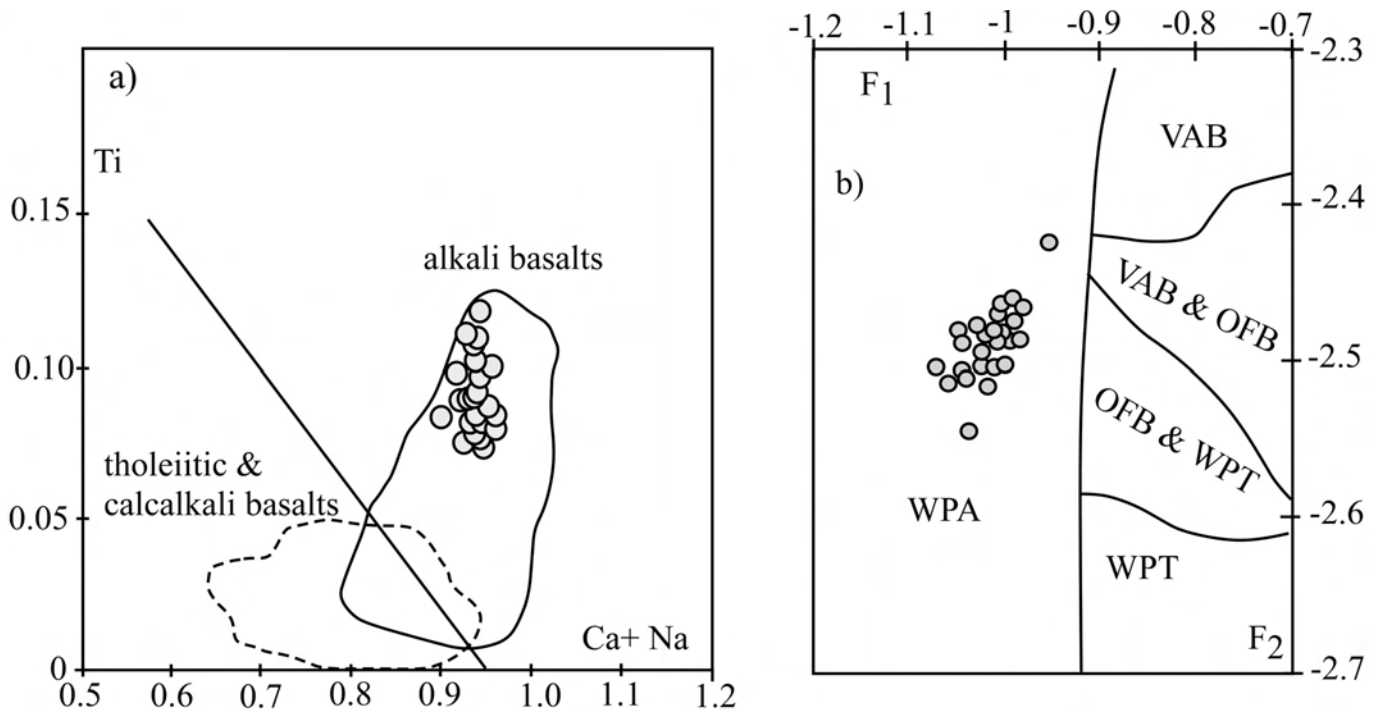 a)
Ti
0.15
0.10
0.05
0
alkali basalts
tholeiitic &
calcalkali basalts
Ca+ Na
0.5 0.6 0.7 0.8 0.9 1.0 1.1 1.2
-1.2 -1.1 -1 -0.9 -0.8 -0.7
F1
b)
VAB
VAB & OFB
OFB & WPT
WPA
WPT
F2
-2.3
-2.4
-2.5
-2.6
-2.7